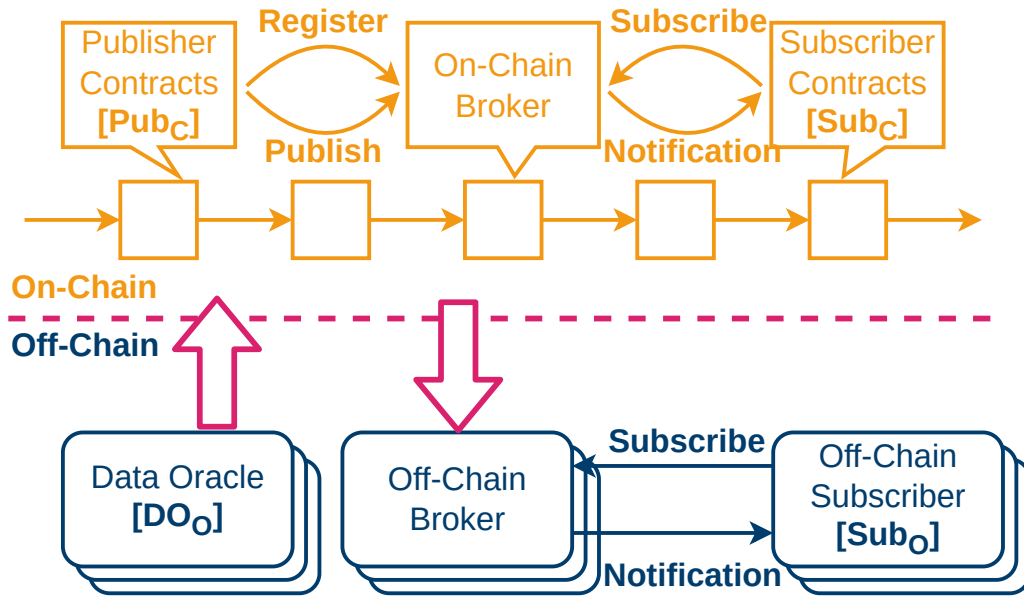 Register
Subscribe
Publisher
Contracts
[PubC]
On-Chain
Broker
Subscriber
Contracts
[SubC]
Publish
Notification
On-Chain
Off-Chain
Data Oracle
[DOO]
Off-Chain
Broker
Subscribe
Notification
Off-Chain
Subscriber
[SubO]